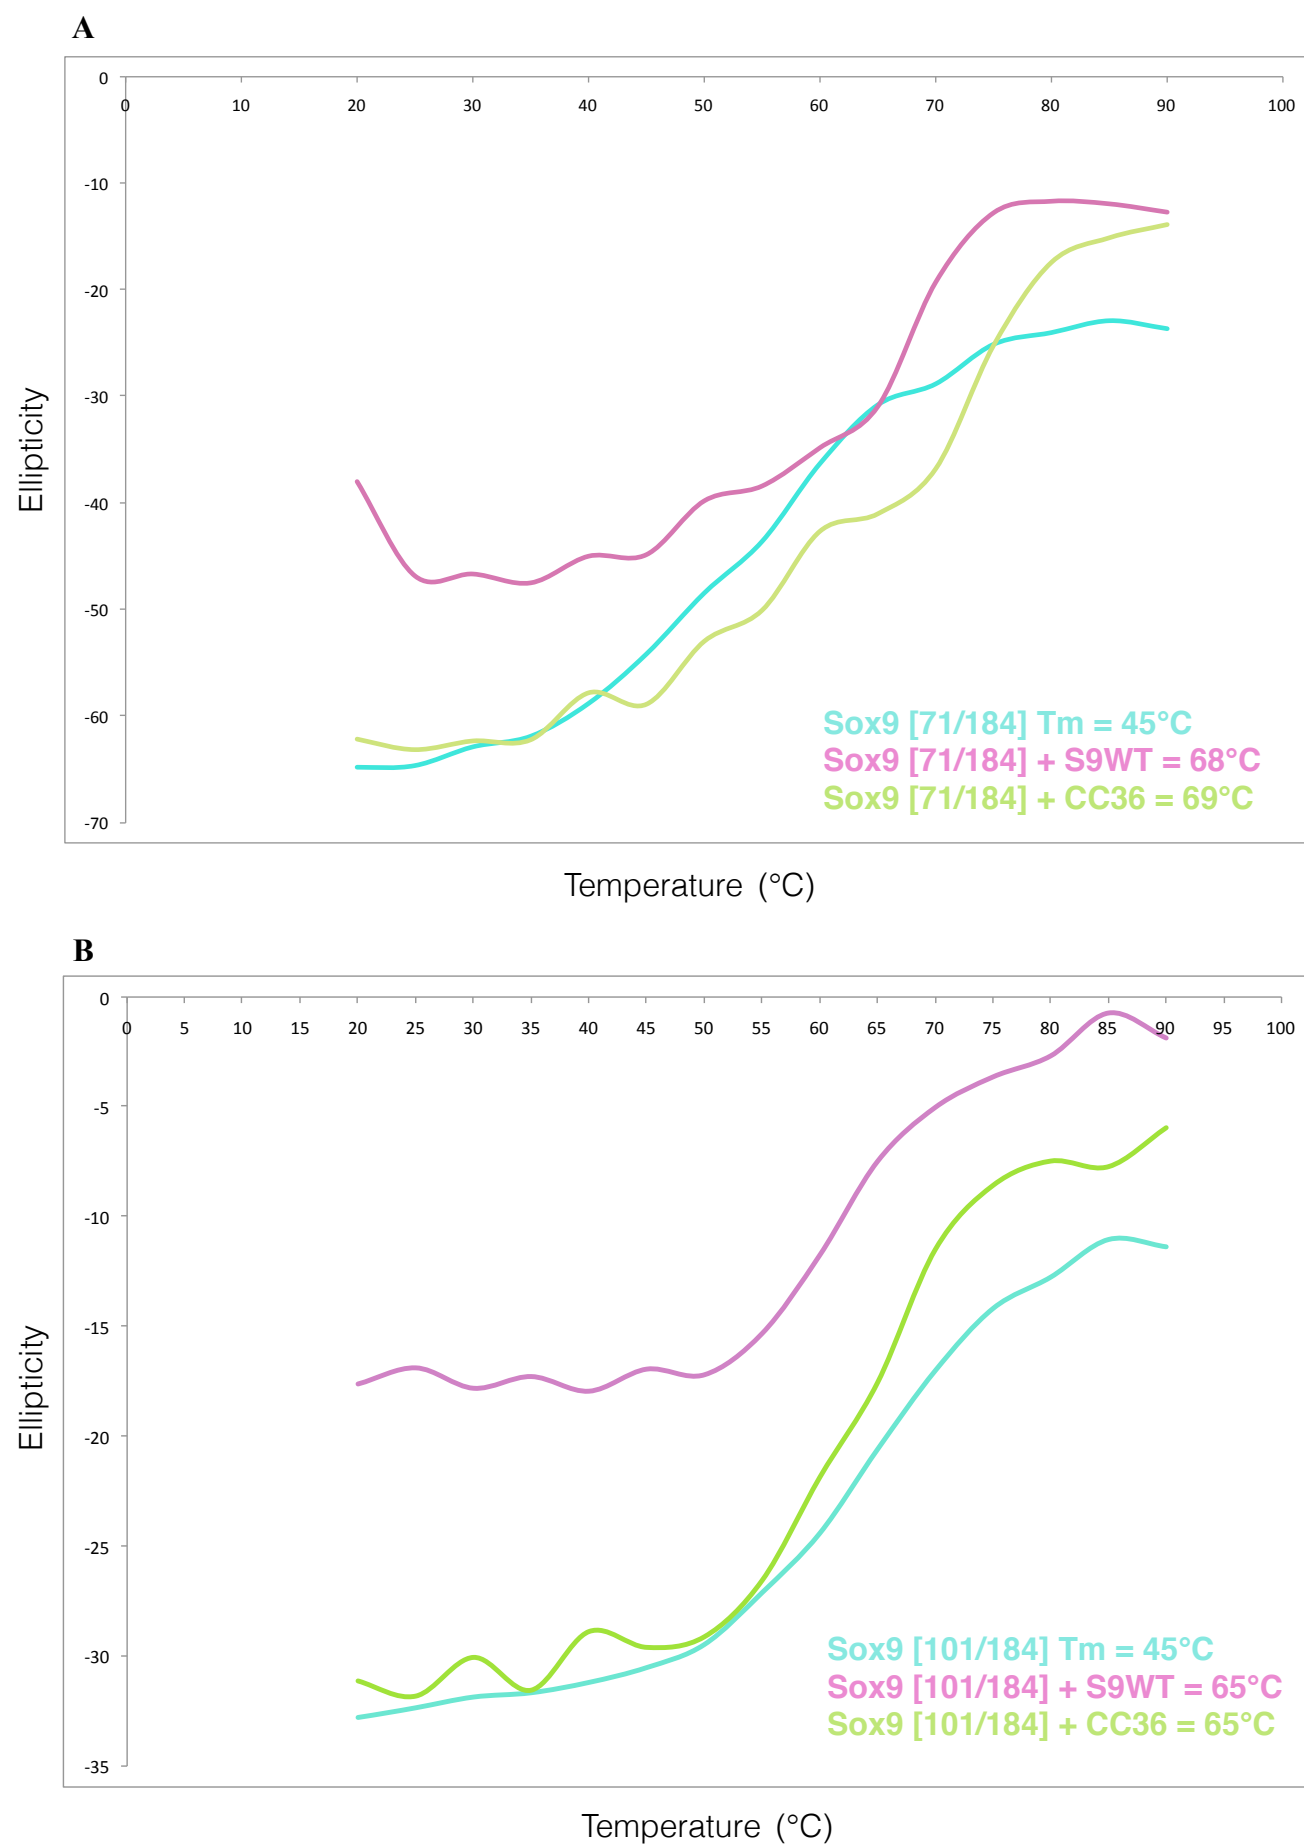 A
0
0 10 20 30 40 50 60 70 80 90 100
-10
-20
-30
-40
-50
-60
-70
Ellipticity
Sox9 [71/184] Tm = 45°C
Sox9 [71/184] + S9WT = 68°C
Sox9 [71/184] + CC36 = 69°C
Temperature (°C)
B
0
0 5 10 15 20 25 30 35 40 45 50 55 60 65 70 75 80 85 90 95 100
-5
-10
-15
-20
-25
-30
-35
Ellipticity
Sox9 [101/184] Tm = 45°C
Sox9 [101/184] + S9WT = 65°C
Sox9 [101/184] + CC36 = 65°C
Temperature (°C)